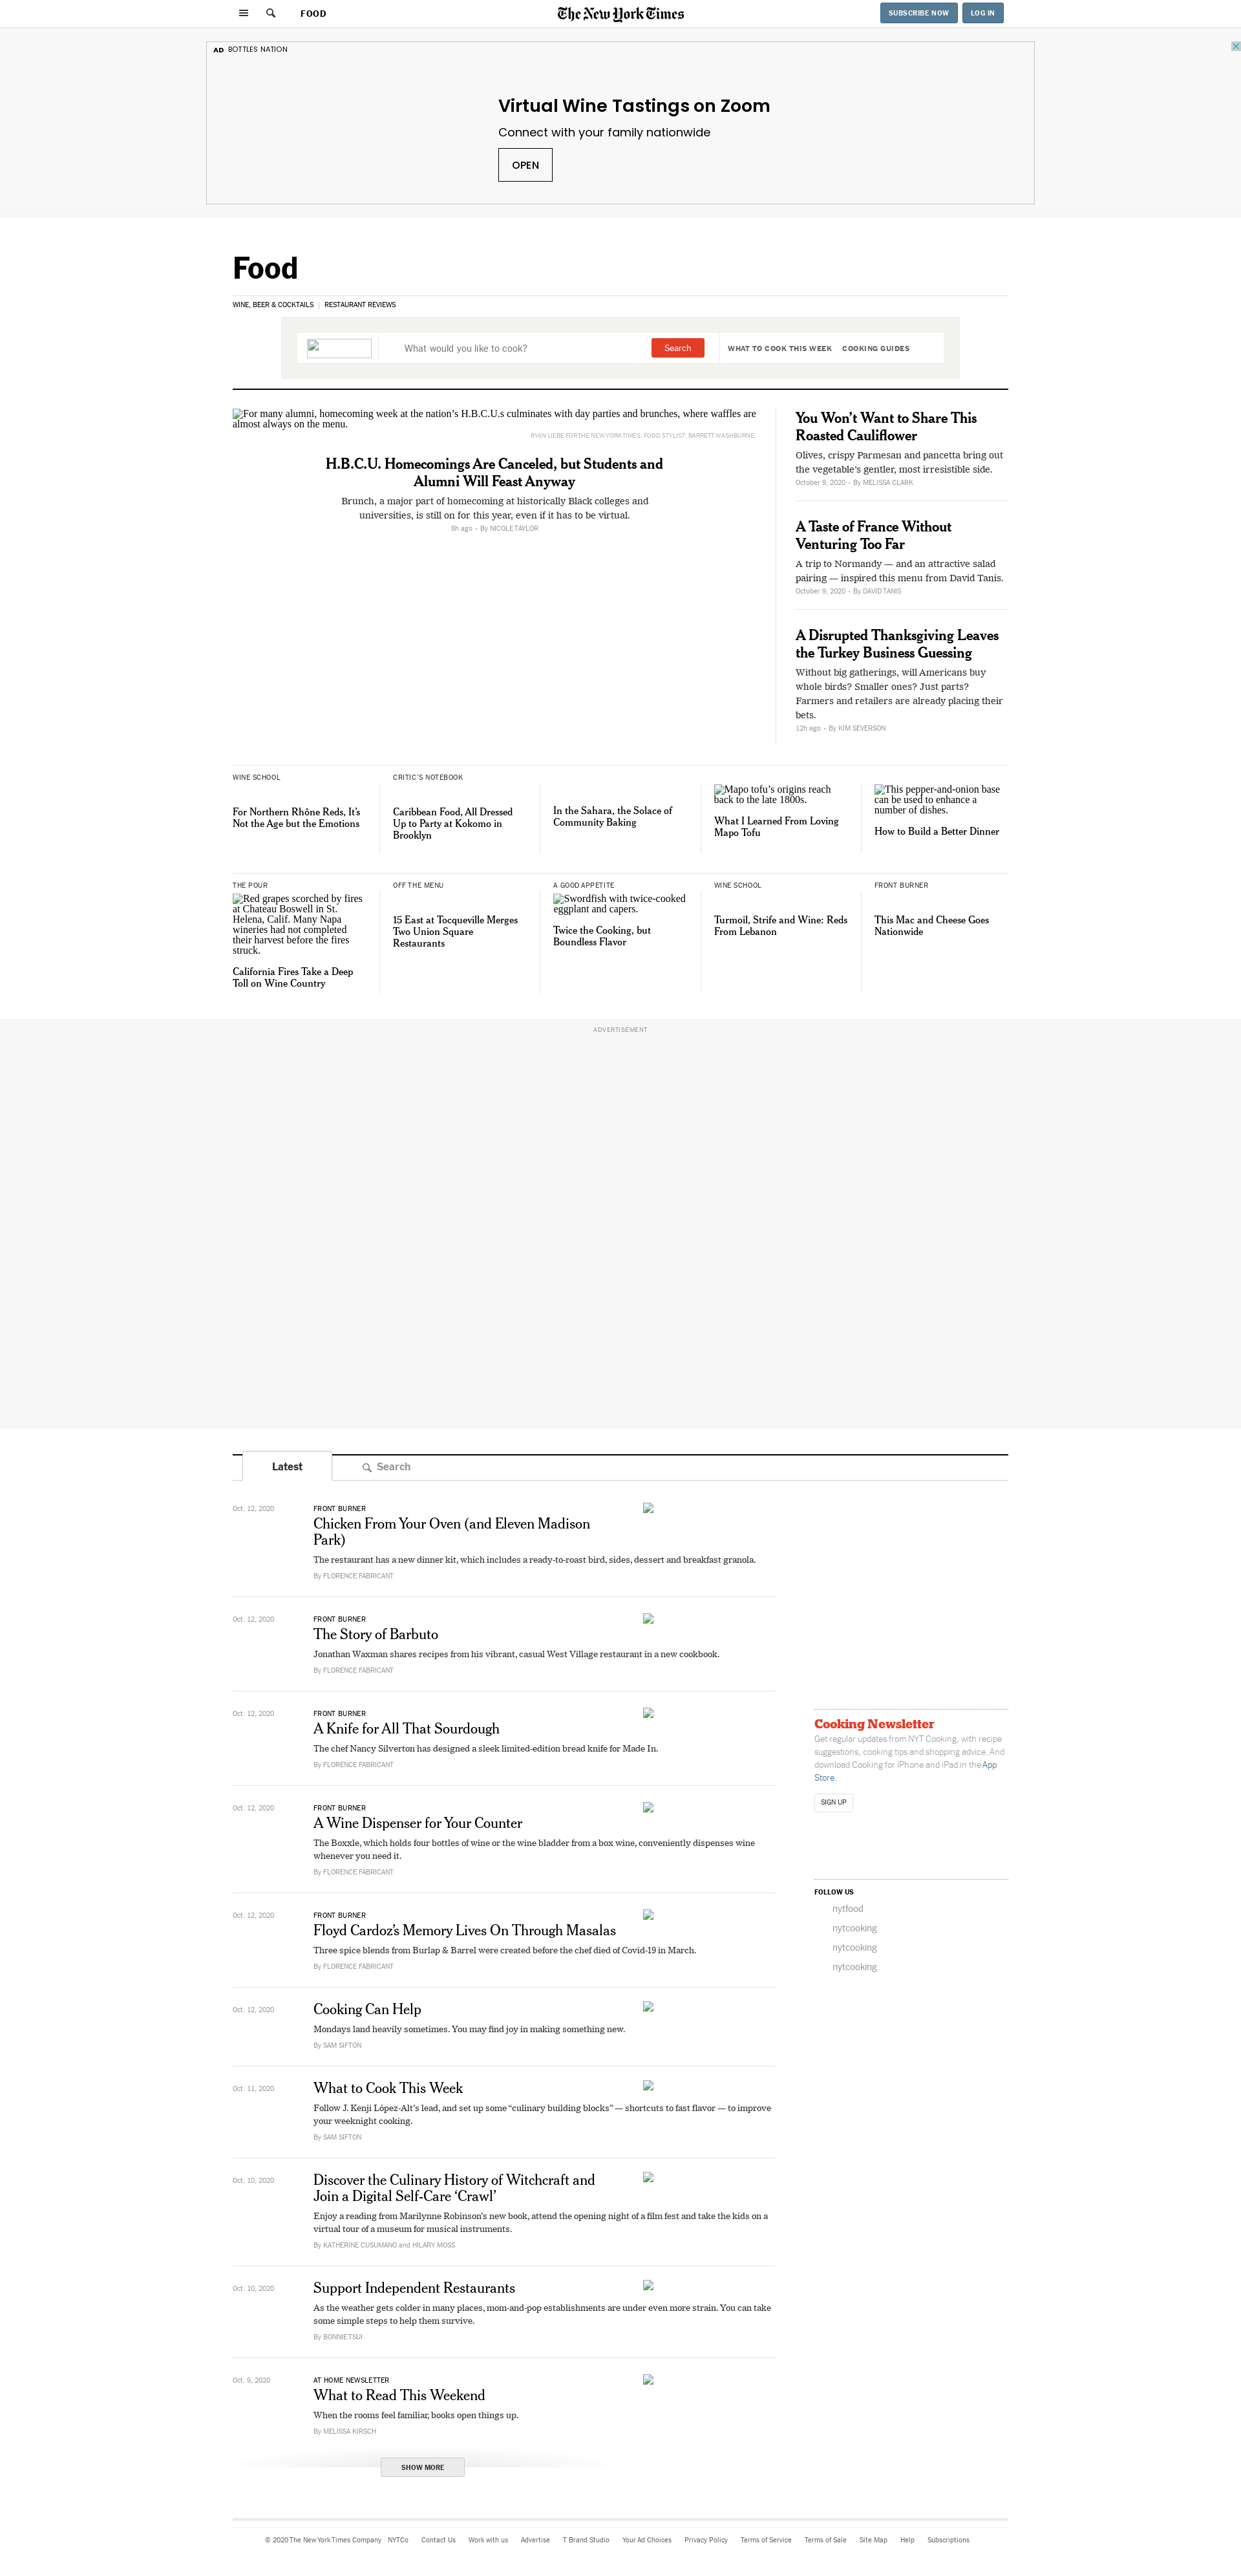 FOOD
The New York Times
SUBSCRIBE NOW
LOG IN
AD BOTTLES NATION
Virtual Wine Tastings on Zoom
Connect with your family nationwide
OPEN
Food
WINE, BEER & COCKTAILS | RESTAURANT REVIEWS
What would you like to cook?
Search
WHAT TO COOK THIS WEEK
COOKING GUIDES
For many alumni, homecoming week at the nation’s H.B.C.U.s culminates with day parties and brunches, where waffles are
almost always on the menu.
RYAN LIEBE FOR THE NEW YORK TIMES. FOOD STYLIST: BARRETT WASHBURNE.
H.B.C.U. Homecomings Are Canceled, but Students and
Alumni Will Feast Anyway
Brunch, a major part of homecoming at historically Black colleges and
universities, is still on for this year, even if it has to be virtual.
8h ago • By NICOLE TAYLOR
You Won’t Want to Share This
Roasted Cauliflower
Olives, crispy Parmesan and pancetta bring out
the vegetable’s gentler, most irresistible side.
October 9, 2020 • By MELISSA CLARK
A Taste of France Without
Venturing Too Far
A trip to Normandy — and an attractive salad
pairing — inspired this menu from David Tanis.
October 9, 2020 • By DAVID TANIS
A Disrupted Thanksgiving Leaves
the Turkey Business Guessing
Without big gatherings, will Americans buy
whole birds? Smaller ones? Just parts?
Farmers and retailers are already placing their
bets.
12h ago • By KIM SEVERSON
WINE SCHOOL
For Northern Rhône Reds, It’s
Not the Age but the Emotions
CRITIC’S NOTEBOOK
Caribbean Food, All Dressed
Up to Party at Kokomo in
Brooklyn
In the Sahara, the Solace of
Community Baking
Mapo tofu’s origins reach
back to the late 1800s.
What I Learned From Loving
Mapo Tofu
This pepper-and-onion base
can be used to enhance a
number of dishes.
How to Build a Better Dinner
THE POUR
Red grapes scorched by fires
at Chateau Boswell in St.
Helena, Calif. Many Napa
wineries had not completed
their harvest before the fires
struck.
California Fires Take a Deep
Toll on Wine Country
OFF THE MENU
15 East at Tocqueville Merges
Two Union Square
Restaurants
A GOOD APPETITE
Swordfish with twice-cooked
eggplant and capers.
Twice the Cooking, but
Boundless Flavor
WINE SCHOOL
Turmoil, Strife and Wine: Reds
From Lebanon
FRONT BURNER
This Mac and Cheese Goes
Nationwide
ADVERTISEMENT
Latest
Search
Oct. 12, 2020
FRONT BURNER
Chicken From Your Oven (and Eleven Madison
Park)
The restaurant has a new dinner kit, which includes a ready-to-roast bird, sides, dessert and breakfast granola.
By FLORENCE FABRICANT
Oct. 12, 2020
FRONT BURNER
The Story of Barbuto
Jonathan Waxman shares recipes from his vibrant, casual West Village restaurant in a new cookbook.
By FLORENCE FABRICANT
Oct. 12, 2020
FRONT BURNER
A Knife for All That Sourdough
The chef Nancy Silverton has designed a sleek limited-edition bread knife for Made In.
By FLORENCE FABRICANT
Oct. 12, 2020
FRONT BURNER
A Wine Dispenser for Your Counter
The Boxxle, which holds four bottles of wine or the wine bladder from a box wine, conveniently dispenses wine
whenever you need it.
By FLORENCE FABRICANT
Oct. 12, 2020
FRONT BURNER
Floyd Cardoz’s Memory Lives On Through Masalas
Three spice blends from Burlap & Barrel were created before the chef died of Covid-19 in March.
By FLORENCE FABRICANT
Oct. 12, 2020
Cooking Can Help
Mondays land heavily sometimes. You may find joy in making something new.
By SAM SIFTON
Oct. 11, 2020
What to Cook This Week
Follow J. Kenji López-Alt’s lead, and set up some “culinary building blocks” — shortcuts to fast flavor — to improve
your weeknight cooking.
By SAM SIFTON
Oct. 10, 2020
Discover the Culinary History of Witchcraft and
Join a Digital Self-Care ‘Crawl’
Enjoy a reading from Marilynne Robinson’s new book, attend the opening night of a film fest and take the kids on a
virtual tour of a museum for musical instruments.
By KATHERINE CUSUMANO and HILARY MOSS
Oct. 10, 2020
Support Independent Restaurants
As the weather gets colder in many places, mom-and-pop establishments are under even more strain. You can take
some simple steps to help them survive.
By BONNIE TSUI
Oct. 9, 2020
AT HOME NEWSLETTER
What to Read This Weekend
When the rooms feel familiar, books open things up.
By MELISSA KIRSCH
SHOW MORE
Cooking Newsletter
Get regular updates from NYT Cooking, with recipe
suggestions, cooking tips and shopping advice. And
download Cooking for iPhone and iPad in the App
Store.
SIGN UP
FOLLOW US
nytfood
nytcooking
nytcooking
nytcooking
© 2020 The New York Times Company NYTCo Contact Us Work with us Advertise T Brand Studio Your Ad Choices Privacy Policy Terms of Service Terms of Sale Site Map Help Subscriptions